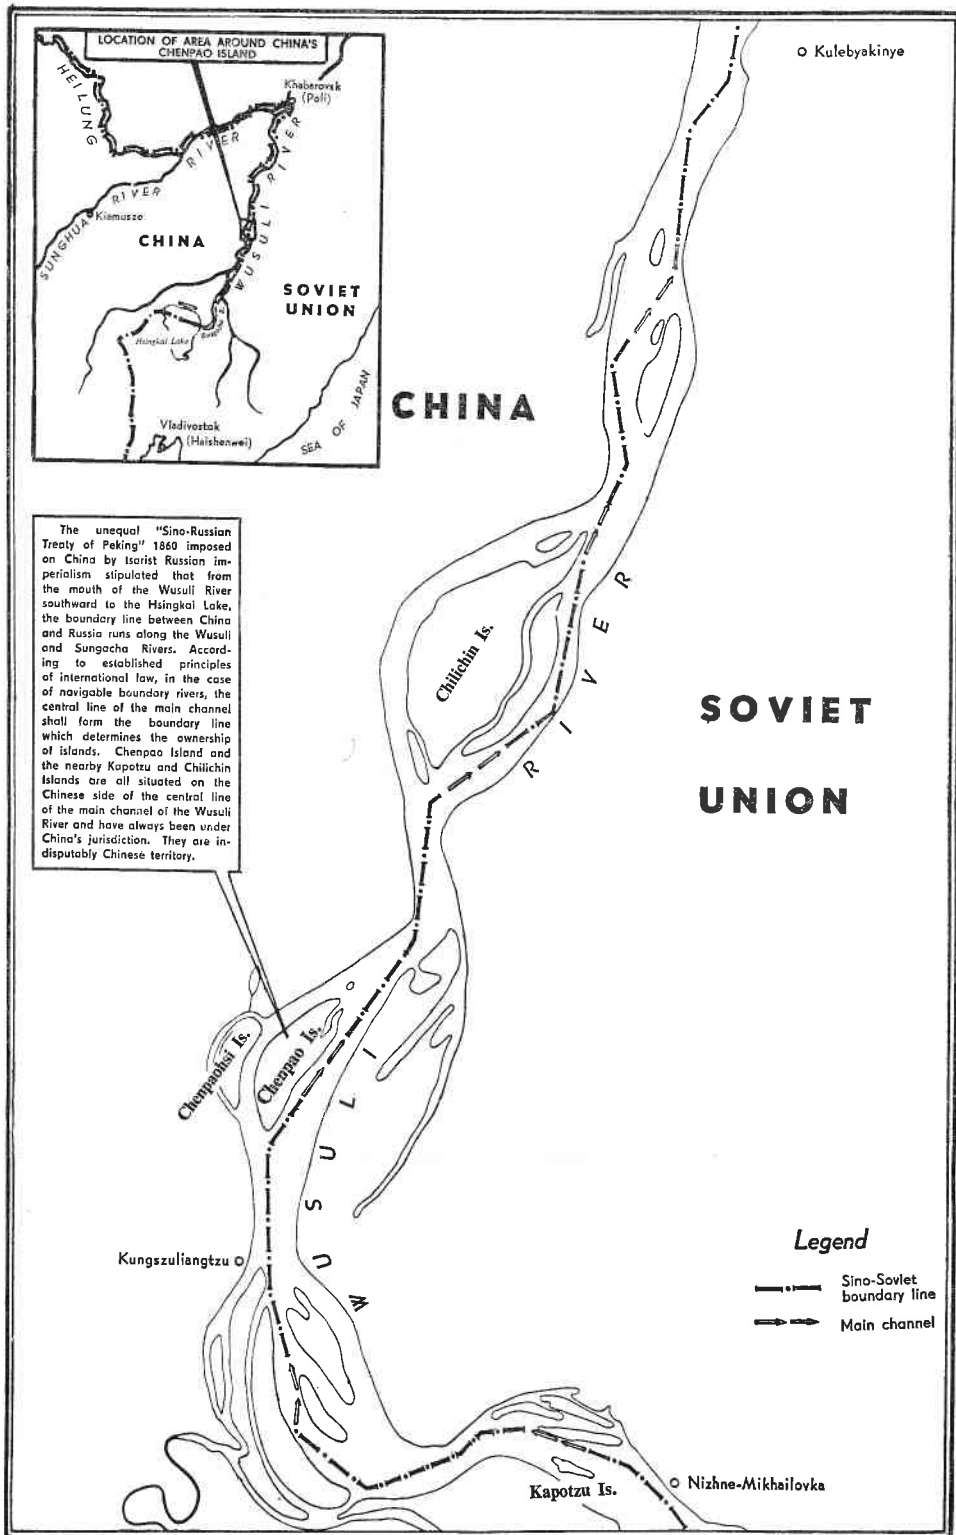 LOCATION OF AREA AROUND CHINA'S
CHENPAO ISLAND
HEILUNG
RIVER
Khabarovsk
(Poli)
SUNGHUA RIVER
Kiamusze
WUSULI RIVER
CHINA
SOVIET
UNION
Hsingkai Lake
Vladivostok
(Haishenwei)
SEA OF JAPAN
Kulebyakinye
CHINA
The unequal "Sino-Russian
Treaty of Peking" 1860 imposed
on China by tsarist Russian im-
perialism stipulated that from
the mouth of the Wusuli River
southward to the Hsingkai Lake,
the boundary line between China
and Russia runs along the Wusuli
and Sungacha Rivers. Accord-
ing to established principles
of international law, in the case
of navigable boundary rivers, the
central line of the main channel
shall form the boundary line
which determines the ownership
of islands. Chenpao Island and
the nearby Kapotzu and Chilichin
Islands are all situated on the
Chinese side of the central line
of the main channel of the Wusuli
River and have always been under
China's jurisdiction. They are in-
disputably Chinese territory.
Chilichin Is.
SOVIET
UNION
WUSULI RIVER
Chenpaohsi Is.
Chenpao Is.
Kungszuliangtzu
Legend
Sino-Soviet
boundary line
Main channel
Kapotzu Is.
Nizhne-Mikhailovka